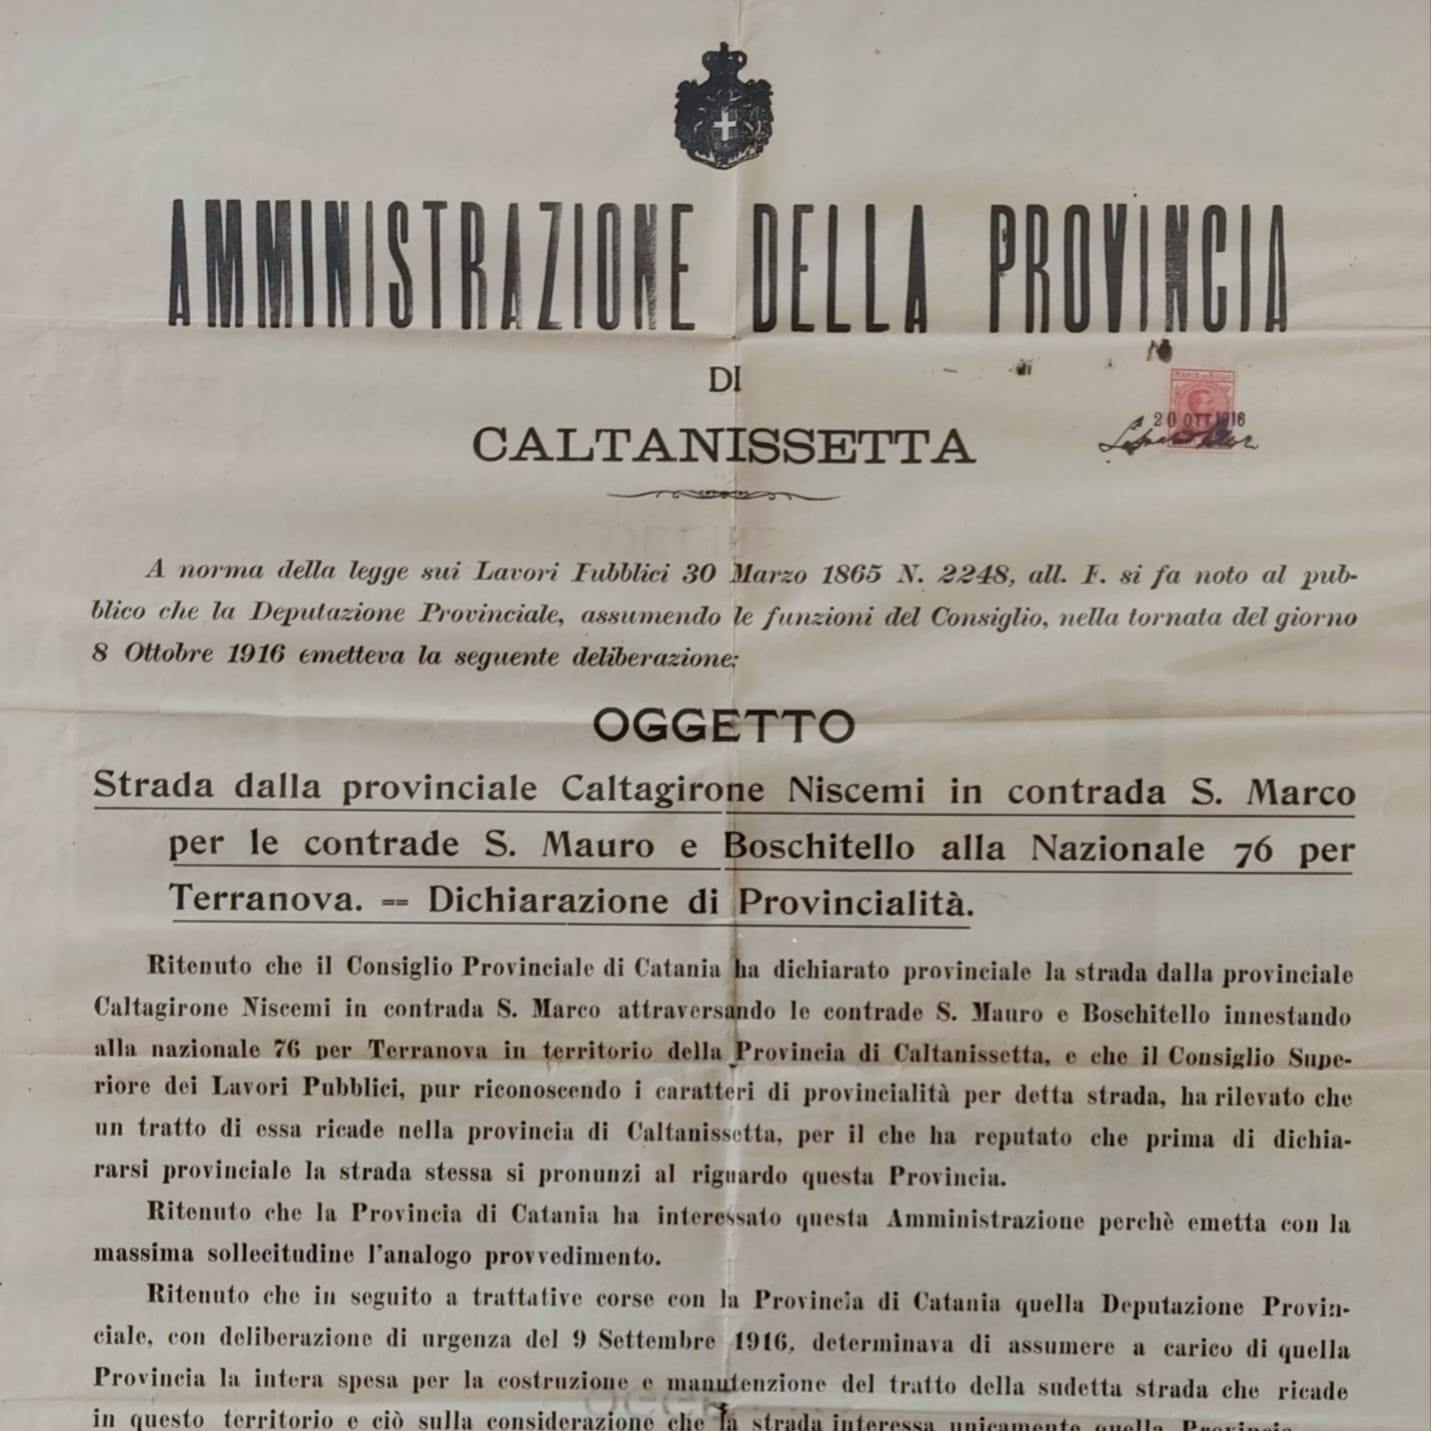 AMMINISTRAZIONE DELLA PROVINCIA
DI
MARCA DA BOLLO
20 OTT 1916
CALTANISSETTA
A norma della legge sui Lavori Pubblici 30 Marzo 1865 N. 2248, all. F. si fa noto al pub-
blico che la Deputazione Provinciale, assumendo le funzioni del Consiglio, nella tornata del giorno
8 Ottobre 1916 emetteva la seguente deliberazione:
OGGETTO
Strada dalla provinciale Caltagirone Niscemi in contrada S. Marco
per le contrade S. Mauro e Boschitello alla Nazionale 76 per
Terranova. == Dichiarazione di Provincialità.
Ritenuto che il Consiglio Provinciale di Catania ha dichiarato provinciale la strada dalla provinciale
Caltagirone Niscemi in contrada S. Marco attraversando le contrade S. Mauro e Boschitello innestando
alla nazionale 76 per Terranova in territorio della Provincia di Caltanissetta, e che il Consiglio Supe-
riore dei Lavori Pubblici, pur riconoscendo i caratteri di provincialità per detta strada, ha rilevato che
un tratto di essa ricade nella provincia di Caltanissetta, per il che ha reputato che prima di dichia-
rarsi provinciale la strada stessa si pronunzi al riguardo questa Provincia.
Ritenuto che la Provincia di Catania ha interessato questa Amministrazione perchè emetta con la
massima sollecitudine l'analogo provvedimento.
Ritenuto che in seguito a trattative corse con la Provincia di Catania quella Deputazione Provin-
ciale, con deliberazione di urgenza del 9 Settembre 1916, determinava di assumere a carico di quella
Provincia la intera spesa per la costruzione e manutenzione del tratto della sudetta strada che ricade
in questo territorio e ciò sulla considerazione che la strada interessa unicamente quella Provincia